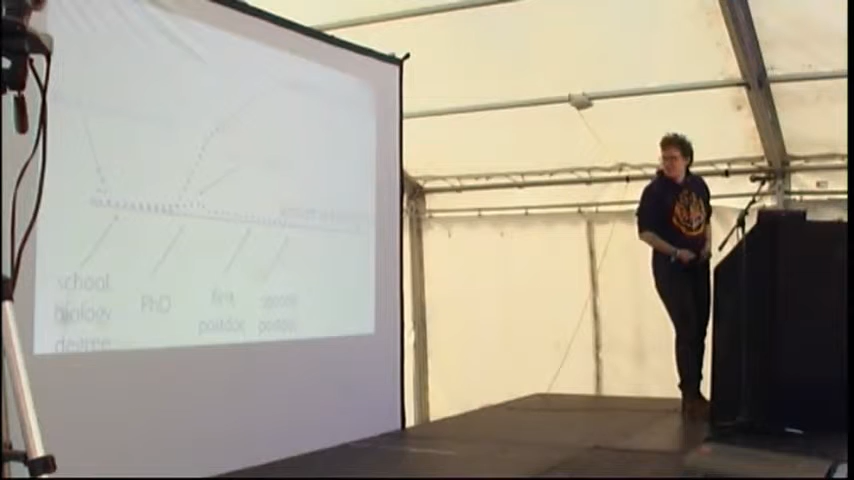 school
biology
degree
PhD
first
postdoc
second
postdoc